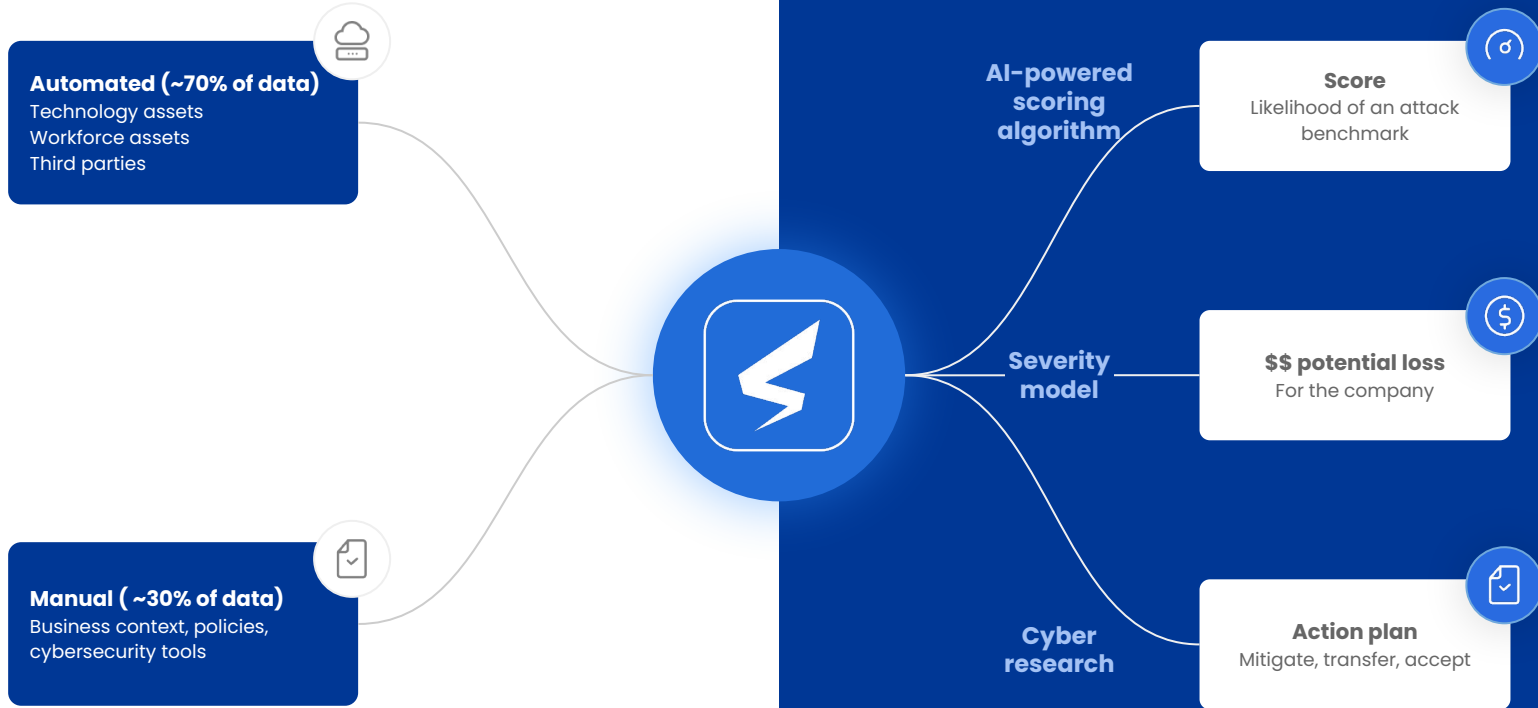 Automated (~70% of data)
Technology assets
Workforce assets
Third parties
Manual ( ~30% of data)
Business context, policies,
cybersecurity tools
AI-powered
scoring
algorithm
Score
Likelihood of an attack
benchmark
Severity
model
$$ potential loss
For the company
Cyber
research
Action plan
Mitigate, transfer, accept